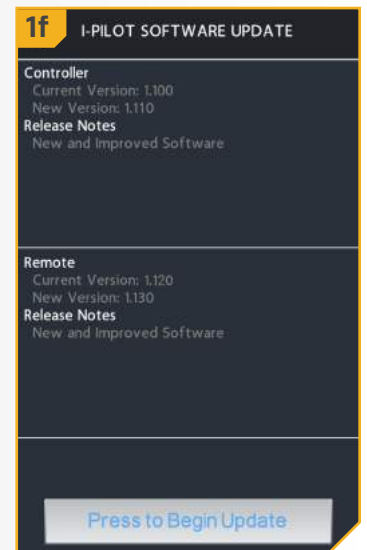 1f
I-PILOT SOFTWARE UPDATE
Controller
Current Version: 1.100
New Version: 1.110
Release Notes
New and Improved Software
Remote
Current Version: 1.120
New Version: 1.130
Release Notes
New and Improved Software
Press to Begin Update